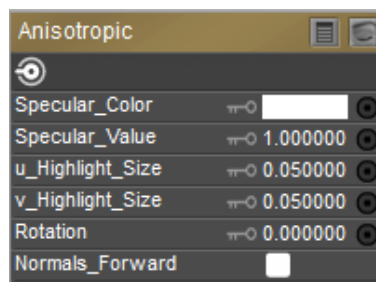 Anisotropic
Specular_Color
Specular_Value 1.000000
u_Highlight_Size 0.050000
v_Highlight_Size 0.050000
Rotation 0.000000
Normals_Forward